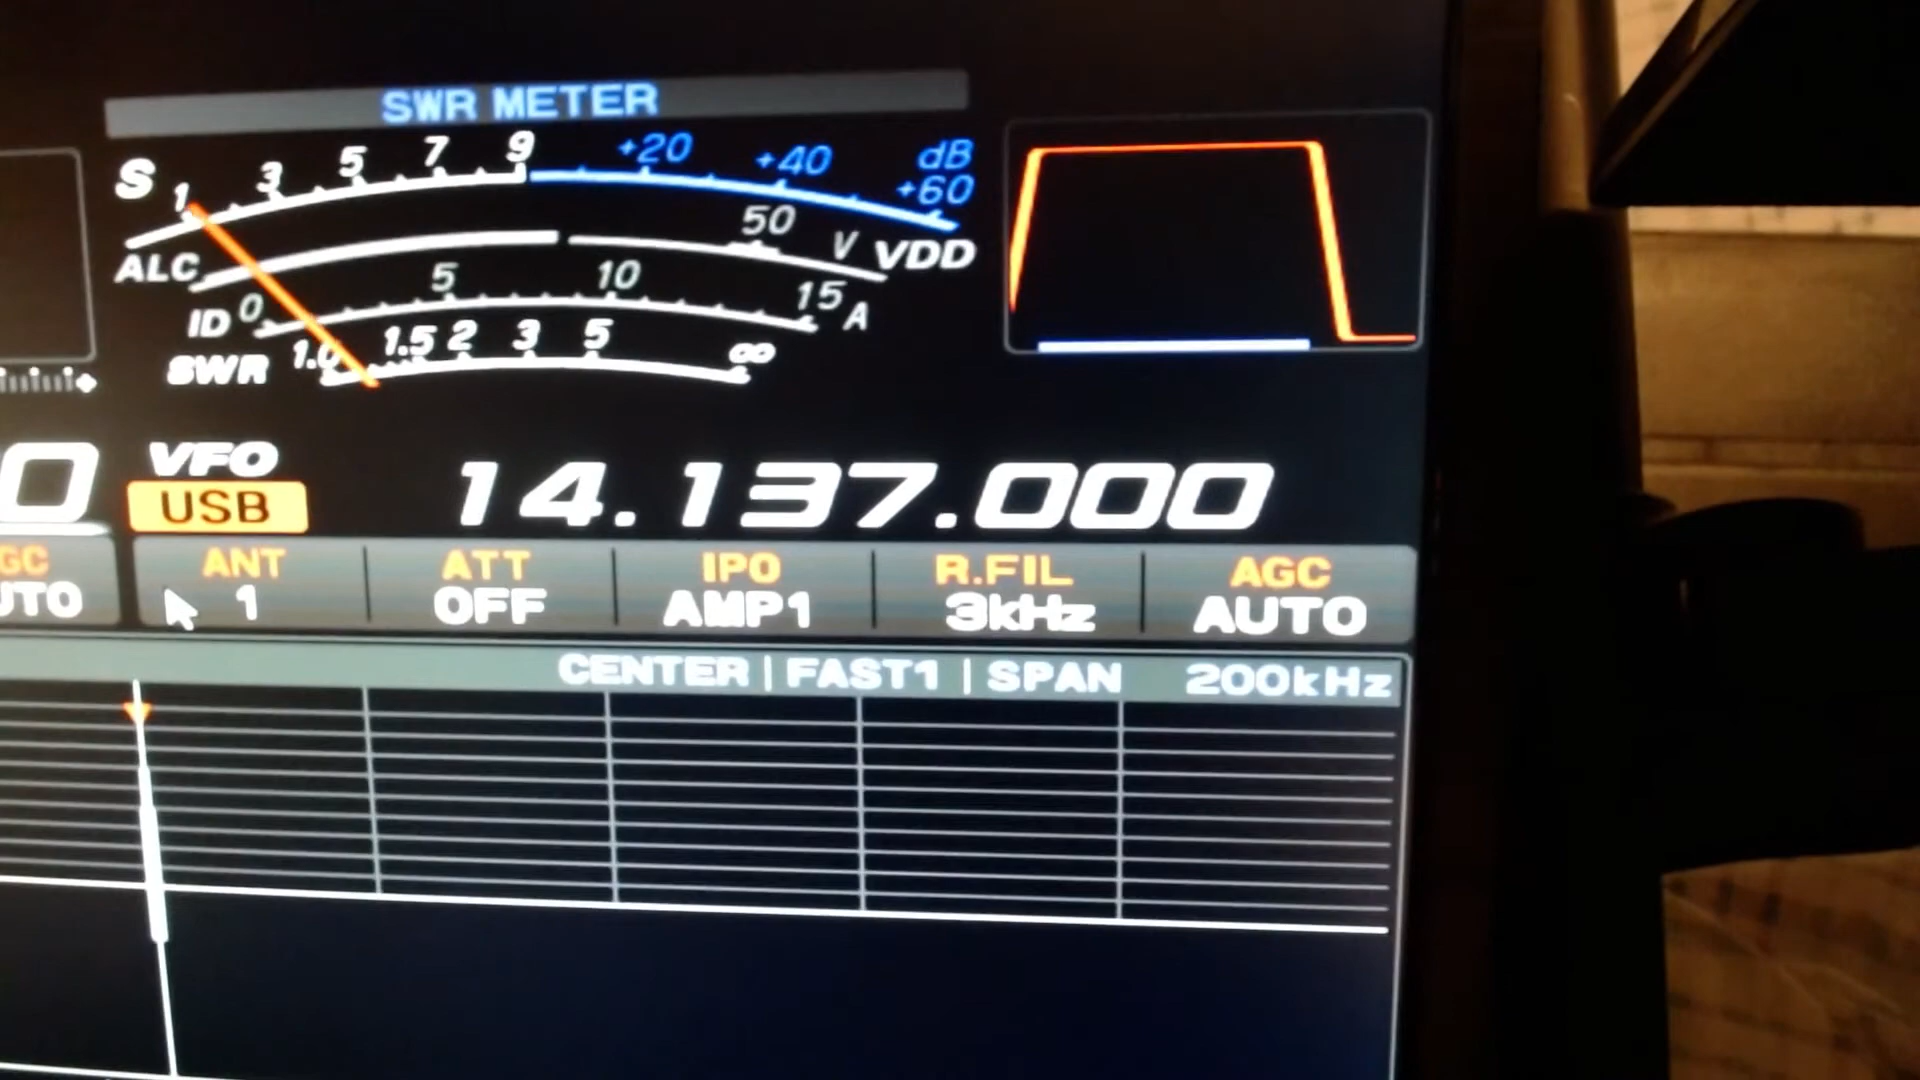 SWR METER
S 1 3 5 7 9 +20 +40 dB +60
50 V VDD
ALC
ID 0 5 10 15 A
SWR 1.0 1.5 2 3 5 ∞
0 VFO
USB 14.137.000
GC ANT ATT IPO R.FIL AGC
UTO 1 OFF AMP1 3kHz AUTO
CENTER | FAST1 | SPAN 200kHz